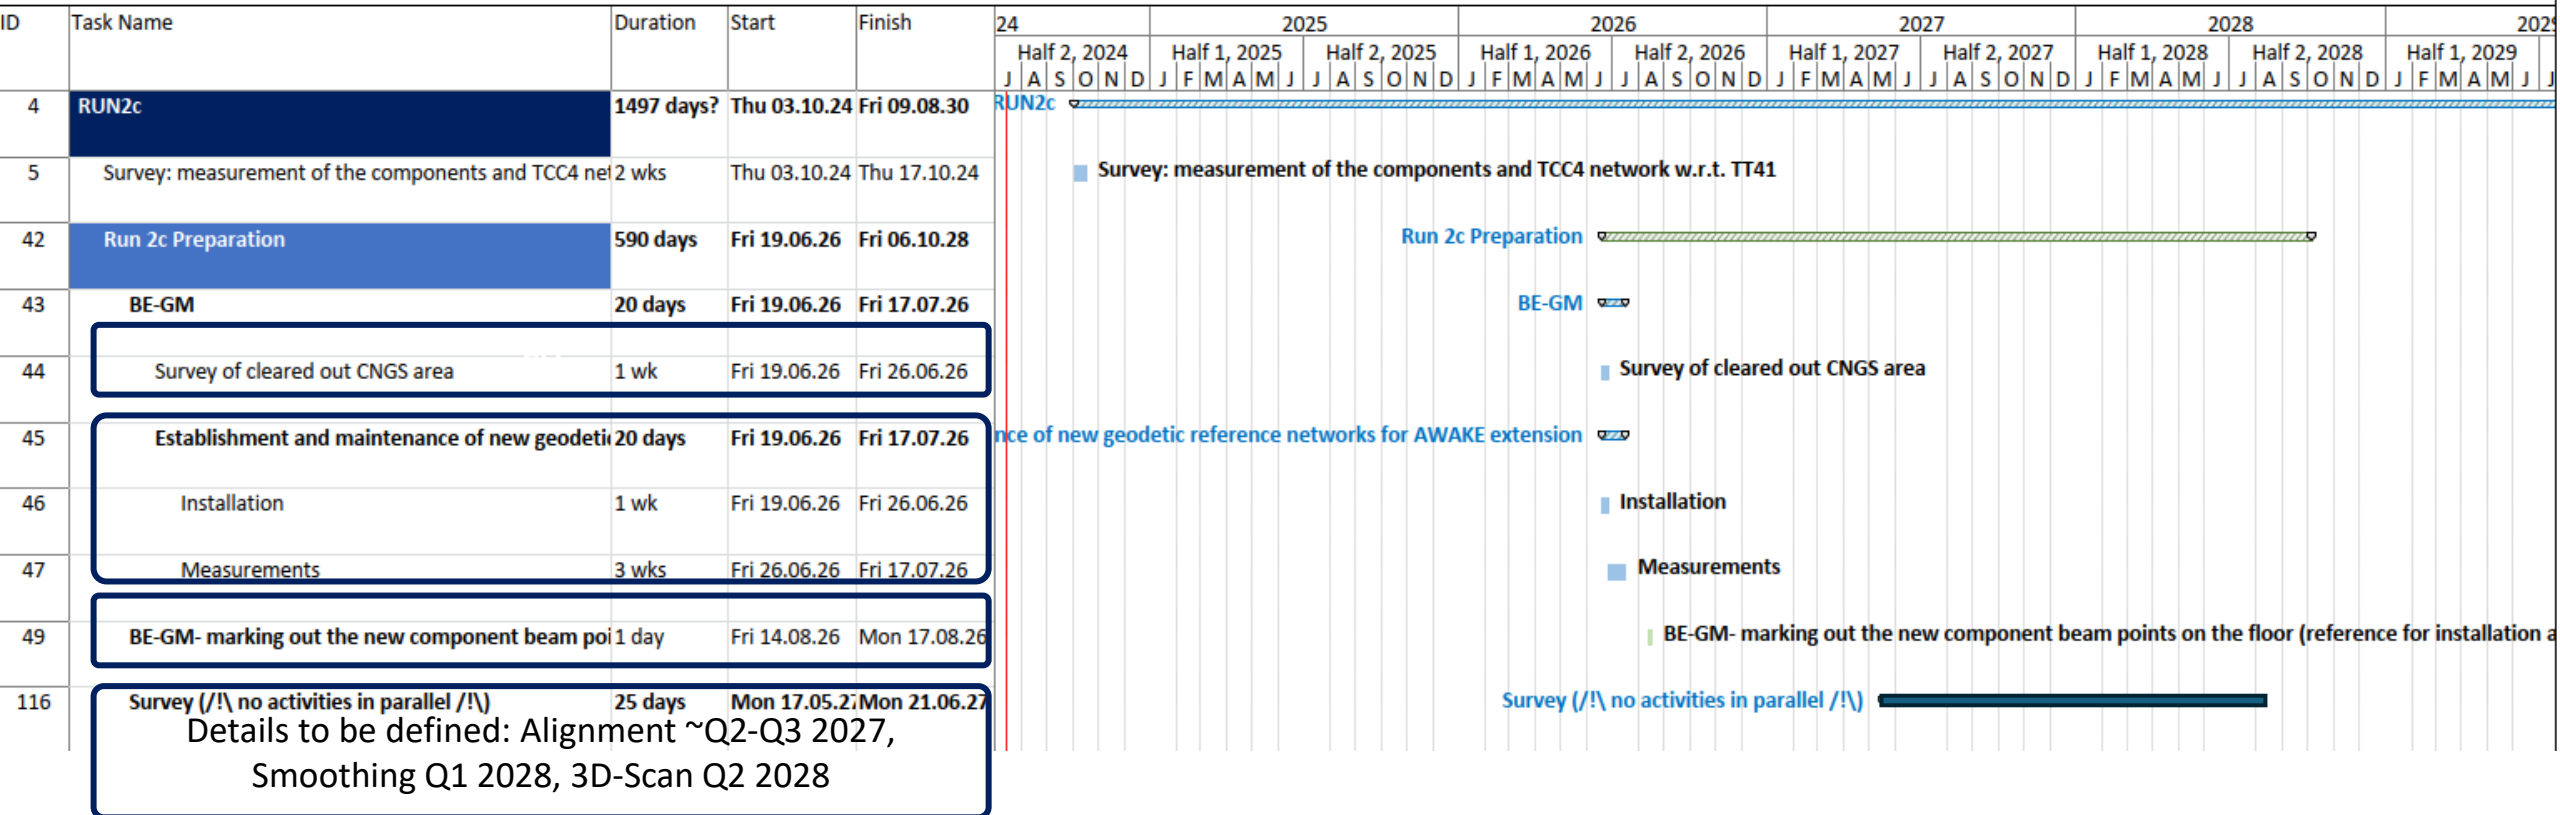 ID Task Name Duration Start Finish 24 2025 2026 2027 2028 202
Half 2, 2024 Half 1, 2025 Half 2, 2025 Half 1, 2026 Half 2, 2026 Half 1, 2027 Half 2, 2027 Half 1, 2028 Half 2, 2028 Half 1, 2029
J A S O N D J F M A M J J A S O N D J F M A M J J A S O N D J F M A M J J A S O N D J F M A M J J A S O N D J F M A M J J
4 RUN2c 1497 days? Thu 03.10.24 Fri 09.08.30 RUN2c
5 Survey: measurement of the components and TCC4 net 2 wks Thu 03.10.24 Thu 17.10.24 Survey: measurement of the components and TCC4 network w.r.t. TT41
42 Run 2c Preparation 590 days Fri 19.06.26 Fri 06.10.28 Run 2c Preparation
43 BE-GM 20 days Fri 19.06.26 Fri 17.07.26 BE-GM
44 Survey of cleared out CNGS area 1 wk Fri 19.06.26 Fri 26.06.26 Survey of cleared out CNGS area
45 Establishment and maintenance of new geodetic 20 days Fri 19.06.26 Fri 17.07.26 nce of new geodetic reference networks for AWAKE extension
46 Installation 1 wk Fri 19.06.26 Fri 26.06.26 Installation
47 Measurements 3 wks Fri 26.06.26 Fri 17.07.26 Measurements
49 BE-GM- marking out the new component beam poi 1 day Fri 14.08.26 Mon 17.08.26 BE-GM- marking out the new component beam points on the floor (reference for installation a
116 Survey (/!\ no activities in parallel /!\) 25 days Mon 17.05.27 Mon 21.06.27 Survey (/!\ no activities in parallel /!\)
Details to be defined: Alignment ~Q2-Q3 2027,
Smoothing Q1 2028, 3D-Scan Q2 2028